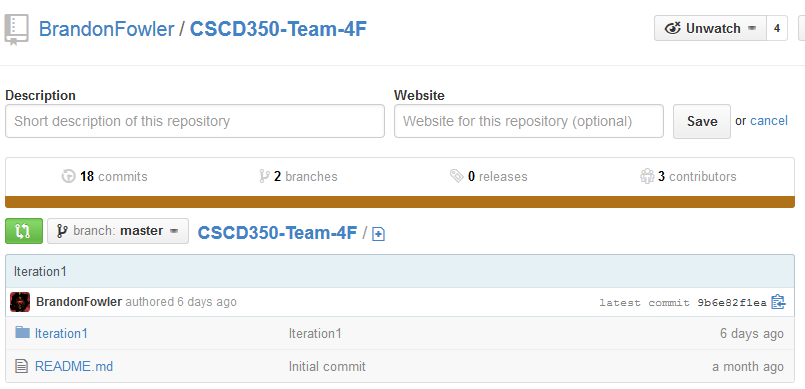 BrandonFowler / CSCD350-Team-4F
Unwatch 4
Description Website
Short description of this repository Website for this repository (optional) Save or cancel
18 commits 2 branches 0 releases 3 contributors
branch: master CSCD350-Team-4F /
Iteration1
BrandonFowler authored 6 days ago latest commit 9b6e82f1ea
Iteration1 Iteration1 6 days ago
README.md Initial commit a month ago